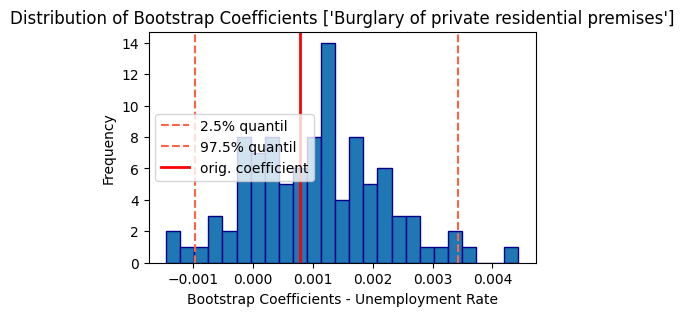 Distribution of Bootstrap Coefficients ['Burglary of private residential premises']
14
12
10
8
6
4
2
0
Frequency
2.5% quantil
97.5% quantil
orig. coefficient
−0.001 0.000 0.001 0.002 0.003 0.004
Bootstrap Coefficients - Unemployment Rate